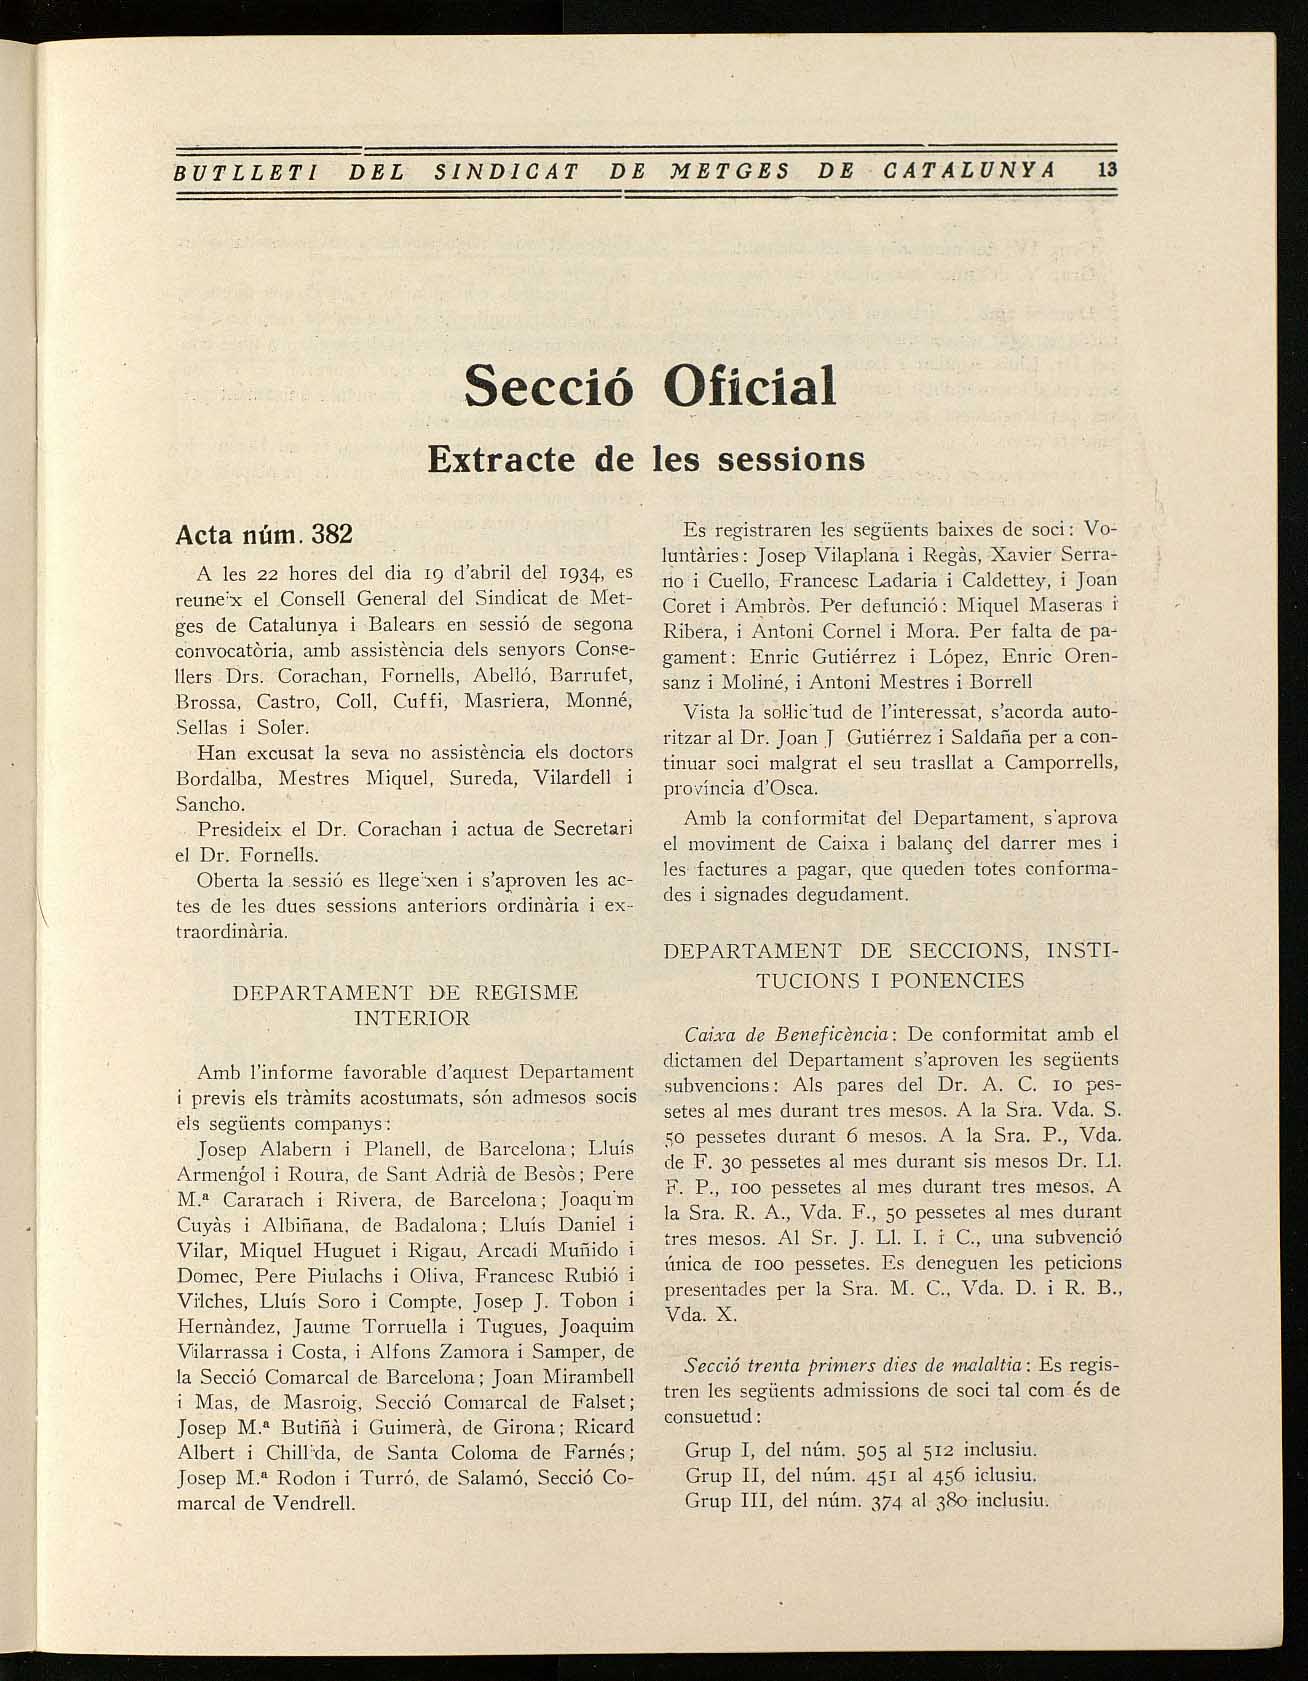 BUTLLETI DEL SINDICAT DE METGES DE CATALUNYA 13
Secció Oficial
Extracte de les sessions
Acta núm. 382
A les 22 hores del dia 19 d'abril del 1934, es
reuneix el Consell General del Sindicat de Met-
ges de Catalunya i Balears en sessió de segona
convocatòria, amb assistència dels senyors Conse-
llers Drs. Corachan, Fornells, Abelló, Barrufet,
Brossa, Castro, Coll, Cuffi, Masriera, Monné,
Sellas i Soler.
Han excusat la seva no assistència els doctors
Bordalba, Mestres Miquel, Sureda, Vilardell i
Sancho.
Presideix el Dr. Corachan i actua de Secretari
el Dr. Fornells.
Oberta la sessió es llegeixen i s'aproven les ac-
tes de les dues sessions anteriors ordinària i ex-
traordinària.
DEPARTAMENT DE REGISME
INTERIOR
Amb l'informe favorable d'aquest Departament
i previs els tràmits acostumats, són admesos socis
els següents companys:
Josep Alabern i Planell, de Barcelona; Lluís
Armengol i Roura, de Sant Adrià de Besòs; Pere
M.ª Cararach i Rivera, de Barcelona; Joaquim
Cuyàs i Albiñana, de Badalona; Lluís Daniel i
Vilar, Miquel Huguet i Rigau, Arcadi Muñido i
Domec, Pere Piulachs i Oliva, Francesc Rubió i
Vilches, Lluís Soro i Compte, Josep J. Tobon i
Hernàndez, Jaume Torruella i Tugues, Joaquim
Vilarrassa i Costa, i Alfons Zamora i Samper, de
la Secció Comarcal de Barcelona; Joan Mirambell
i Mas, de Masroig, Secció Comarcal de Falset;
Josep M.ª Butiñà i Guimerà, de Girona; Ricard
Albert i Chillida, de Santa Coloma de Farnés;
Josep M.ª Rodon i Turró, de Salamó, Secció Co-
marcal de Vendrell.
Es registraren les següents baixes de soci: Vo-
luntàries: Josep Vilaplana i Regàs, Xavier Serra-
no i Cuello, Francesc Ladaria i Caldettey, i Joan
Coret i Ambròs. Per defunció: Miquel Maseras i
Ribera, i Antoni Cornel i Mora. Per falta de pa-
gament: Enric Gutiérrez i López, Enric Oren-
sanz i Moliné, i Antoni Mestres i Borrell
Vista la sol·licitud de l'interessat, s'acorda auto-
ritzar al Dr. Joan J Gutiérrez i Saldaña per a con-
tinuar soci malgrat el seu trasllat a Camporrells,
província d'Osca.
Amb la conformitat del Departament, s'aprova
el moviment de Caixa i balanç del darrer mes i
les factures a pagar, que queden totes conforma-
des i signades degudament.
DEPARTAMENT DE SECCIONS, INSTI-
TUCIONS I PONENCIES
Caixa de Beneficència: De conformitat amb el
dictamen del Departament s'aproven les següents
subvencions: Als pares del Dr. A. C. 10 pes-
setes al mes durant tres mesos. A la Sra. Vda. S.
50 pessetes durant 6 mesos. A la Sra. P., Vda.
de F. 30 pessetes al mes durant sis mesos Dr. Ll.
F. P., 100 pessetes al mes durant tres mesos. A
la Sra. R. A., Vda. F., 50 pessetes al mes durant
tres mesos. Al Sr. J. Ll. I. i C., una subvenció
única de 100 pessetes. Es deneguen les peticions
presentades per la Sra. M. C., Vda. D. i R. B.,
Vda. X.
Secció trenta primers dies de malaltia: Es regis-
tren les següents admissions de soci tal com és de
consuetud:
Grup I, del núm. 505 al 512 inclusiu.
Grup II, del núm. 451 al 456 iclusiu.
Grup III, del núm. 374 al 380 inclusiu.